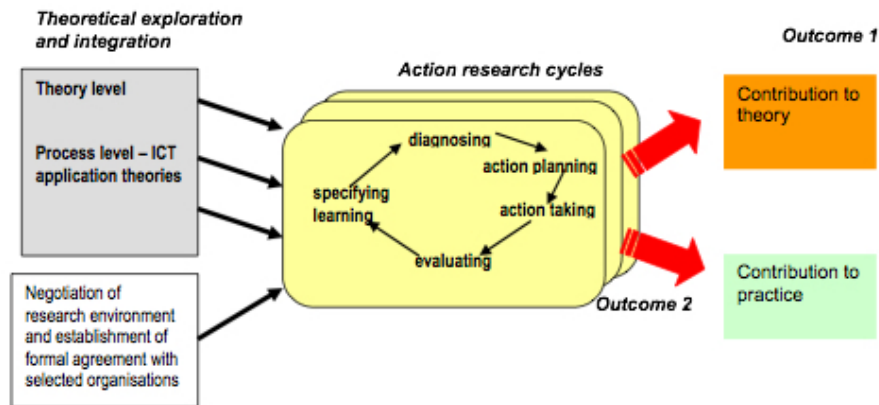 Theoretical exploration
and integration
Theory level
Process level – ICT
application theories
Negotiation of
research environment
and establishment of
formal agreement with
selected organisations
Action research cycles
diagnosing
action planning
action taking
evaluating
specifying
learning
Outcome 1
Contribution to
theory
Outcome 2
Contribution to
practice